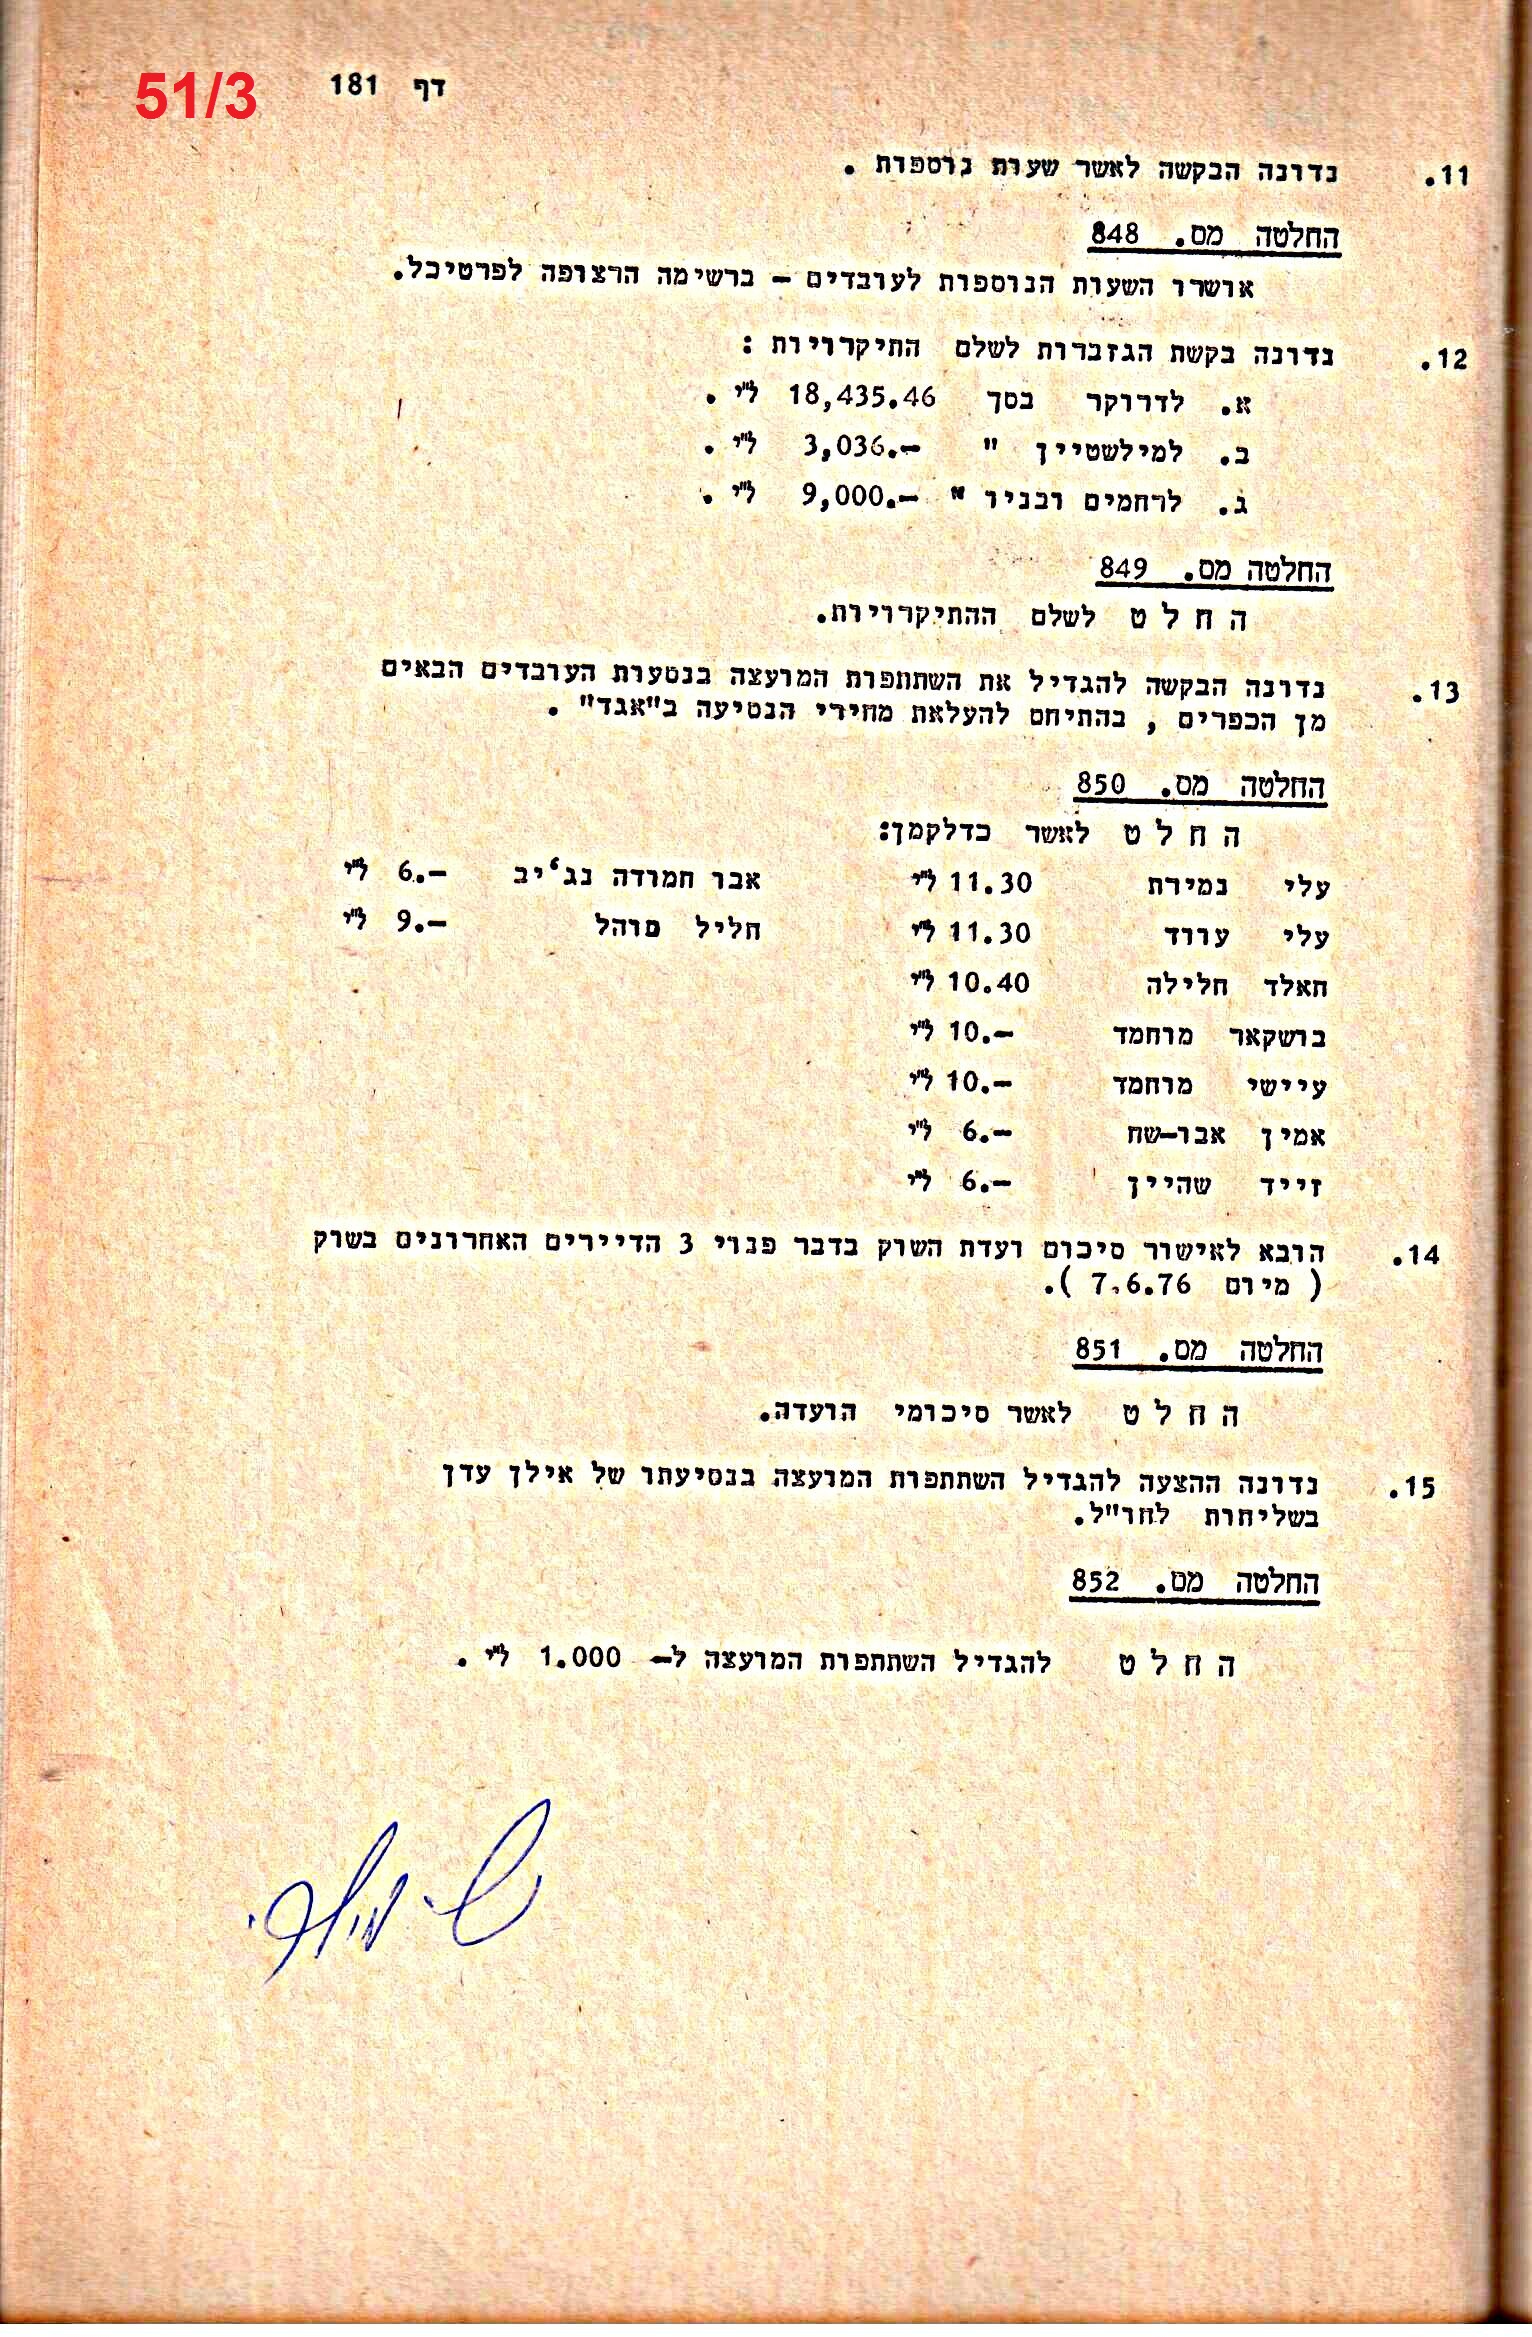 51/3
דף 181
11. נדונה הבקשה לאשר שעות נוספות .
החלטה מס. 848
אושרו השעות הנוספות לעובדים – ברשימה הרצופה לפרטיכל.
12. נדונה בקשת הגזברות לשלם התיקרויות :
א. לדרוקר בסך 18,435.46 ל"י .
ב. למילשטיין " 3,036.– ל"י .
ג. לרחמים ובניו " 9,000.– ל"י .
החלטה מס. 849
ה ח ל ט לשלם ההתיקרויות.
13. נדונה הבקשה להגדיל את השתתפות המועצה בנסעות העובדים הבאים
מן הכפרים , בהתיחס להעלאת מחירי הנסיעה ב"אגד" .
החלטה מס. 850
ה ח ל ט לאשר כדלקמן:
עלי נמירת 11.30 ל"י אבו חמודה נג'יב 6.– ל"י
עלי ערוד 11.30 ל"י חליל סוהל 9.– ל"י
חאלד חלילה 10.40 ל"י
בושקאר מוחמד 10.– ל"י
עיישי מוחמד 10.– ל"י
אמין אבו–שח 6.– ל"י
זייד שהיין 6.– ל"י
14. הובא לאישור סיכום ועדת השוק בדבר פנוי 3 הדיירים האחרונים בשוק
( מיום 7.6.76 ).
החלטה מס. 851
ה ח ל ט לאשר סיכומי הועדה.
15. נדונה ההצעה להגדיל השתתפות המועצה בנסיעתו של אילן עדן
בשליחות לחו"ל.
החלטה מס. 852
ה ח ל ט להגדיל השתתפות המועצה ל– 1.000 ל"י .